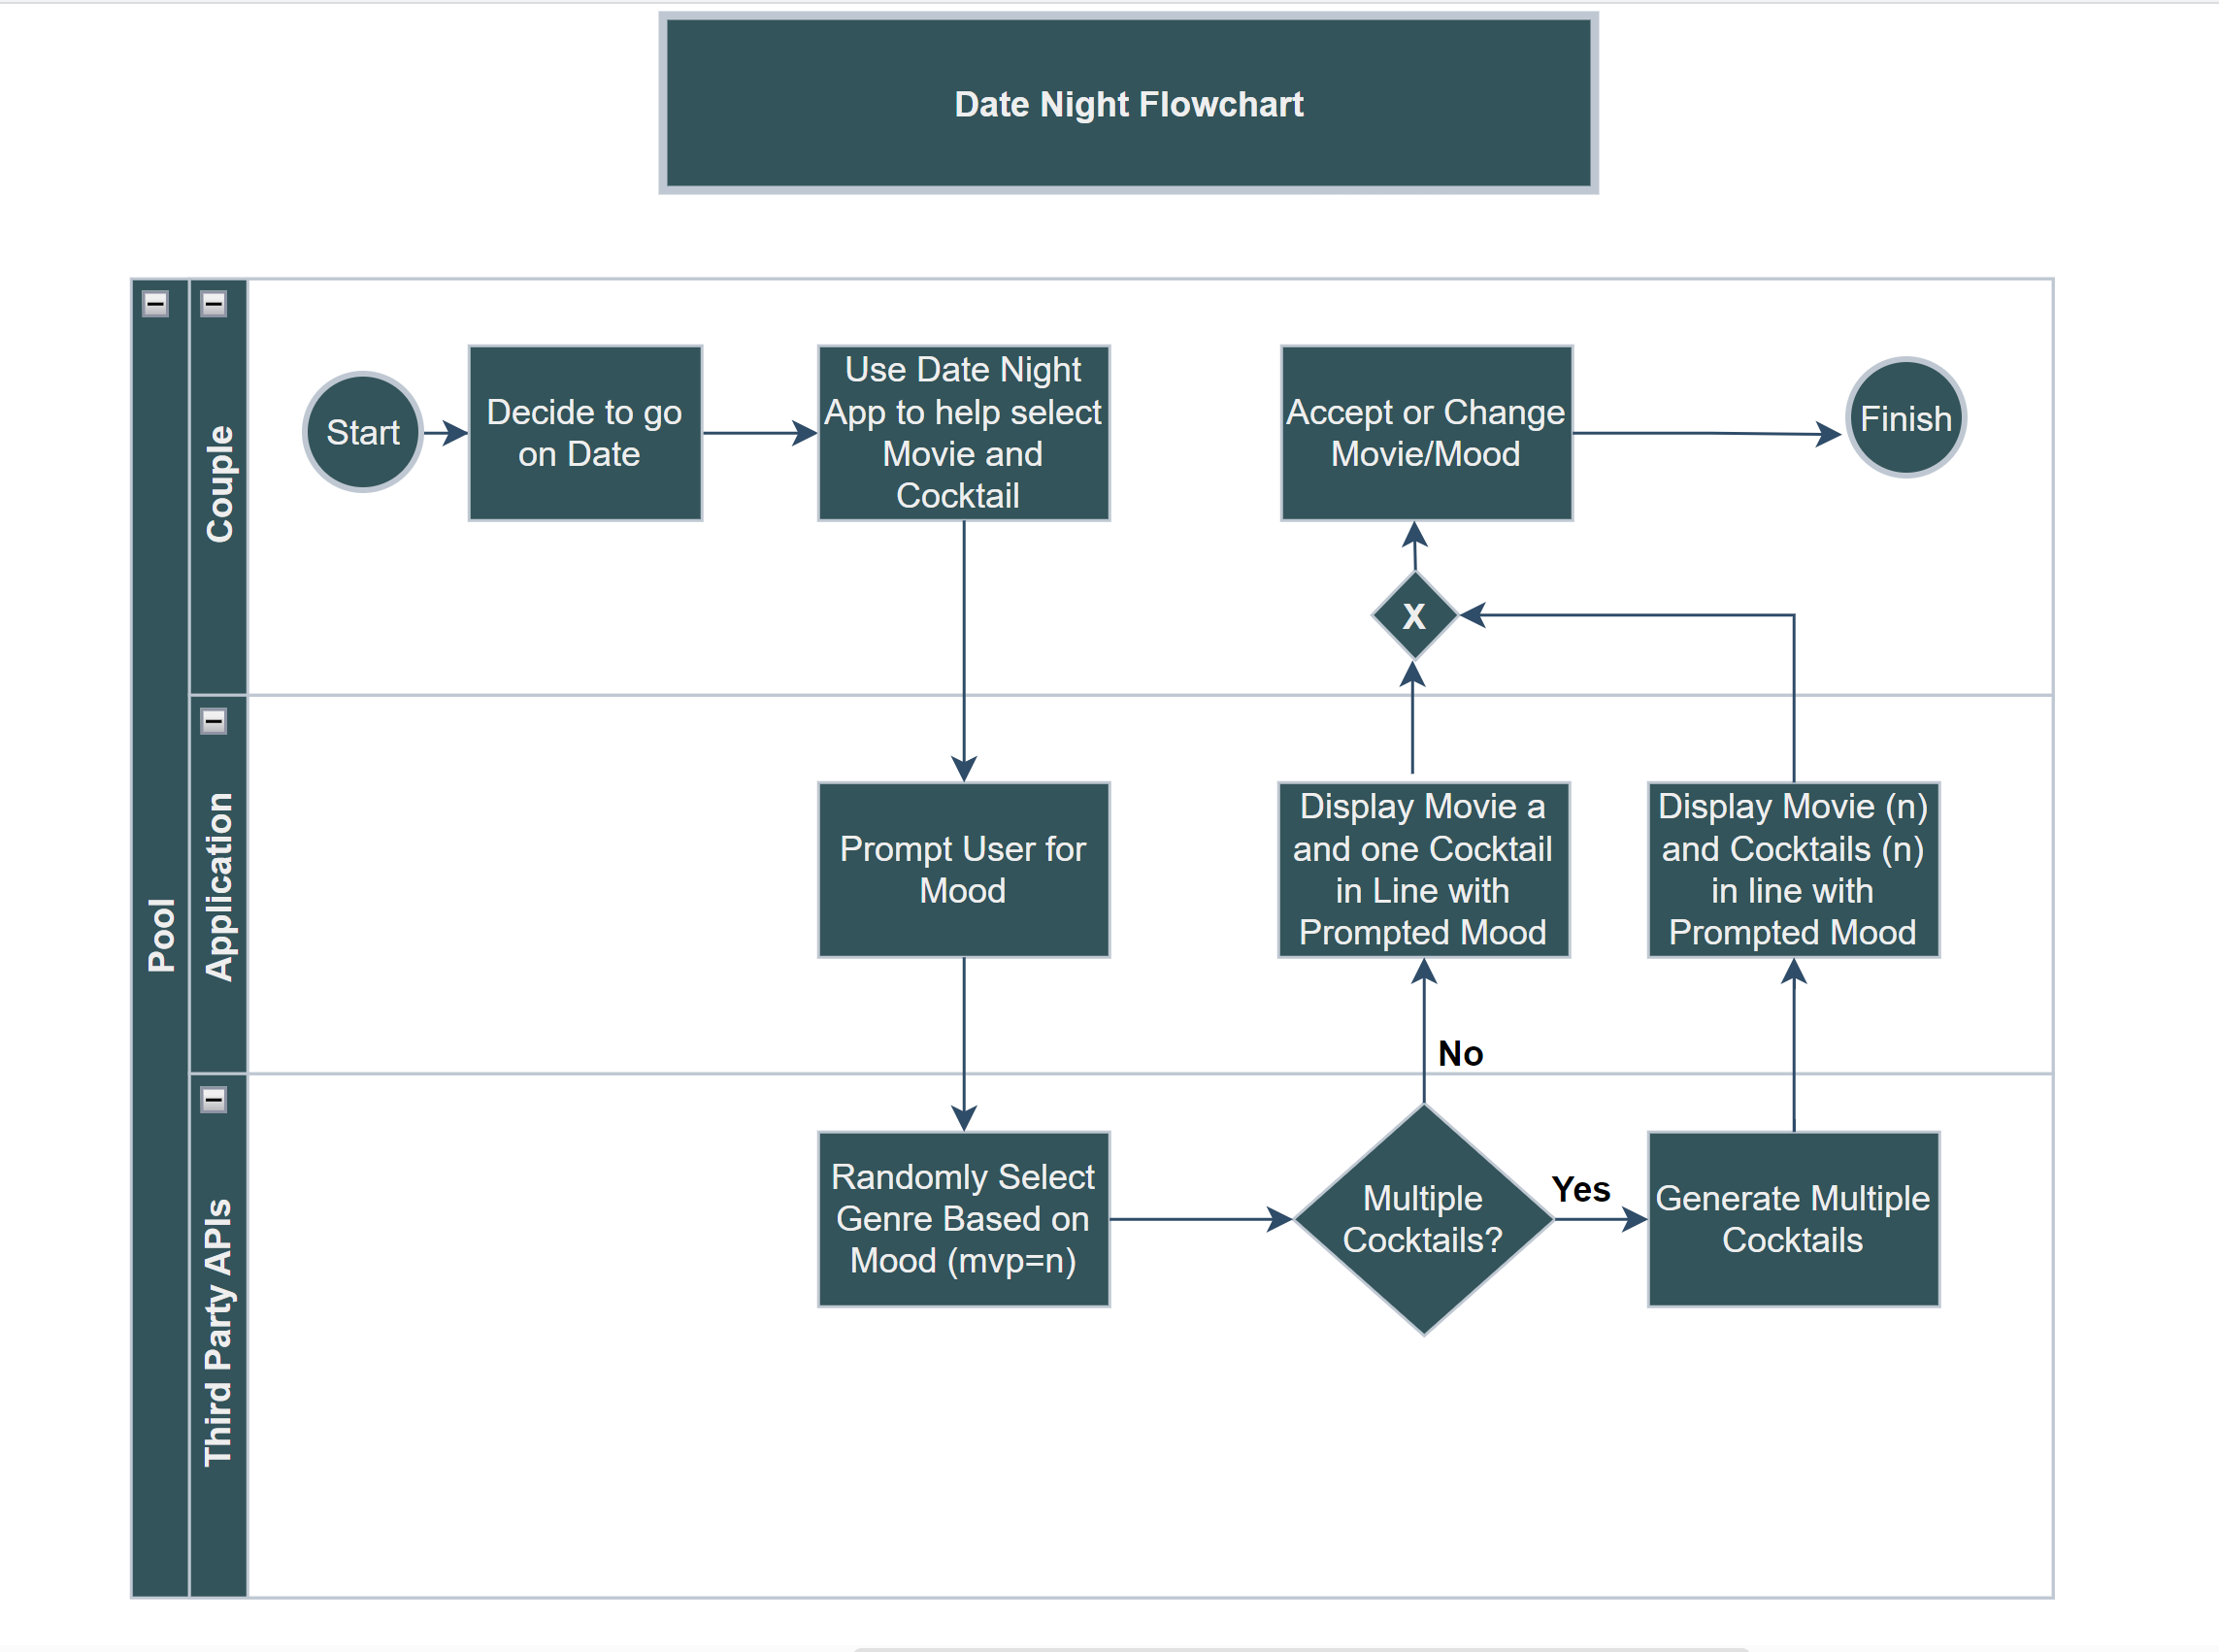 Date Night Flowchart
Pool
Couple
Start
Decide to go
on Date
Use Date Night
App to help select
Movie and
Cocktail
Accept or Change
Movie/Mood
Finish
X
Application
Prompt User for
Mood
Display Movie a
and one Cocktail
in Line with
Prompted Mood
Display Movie (n)
and Cocktails (n)
in line with
Prompted Mood
No
Third Party APIs
Randomly Select
Genre Based on
Mood (mvp=n)
Multiple
Cocktails?
Yes
Generate Multiple
Cocktails